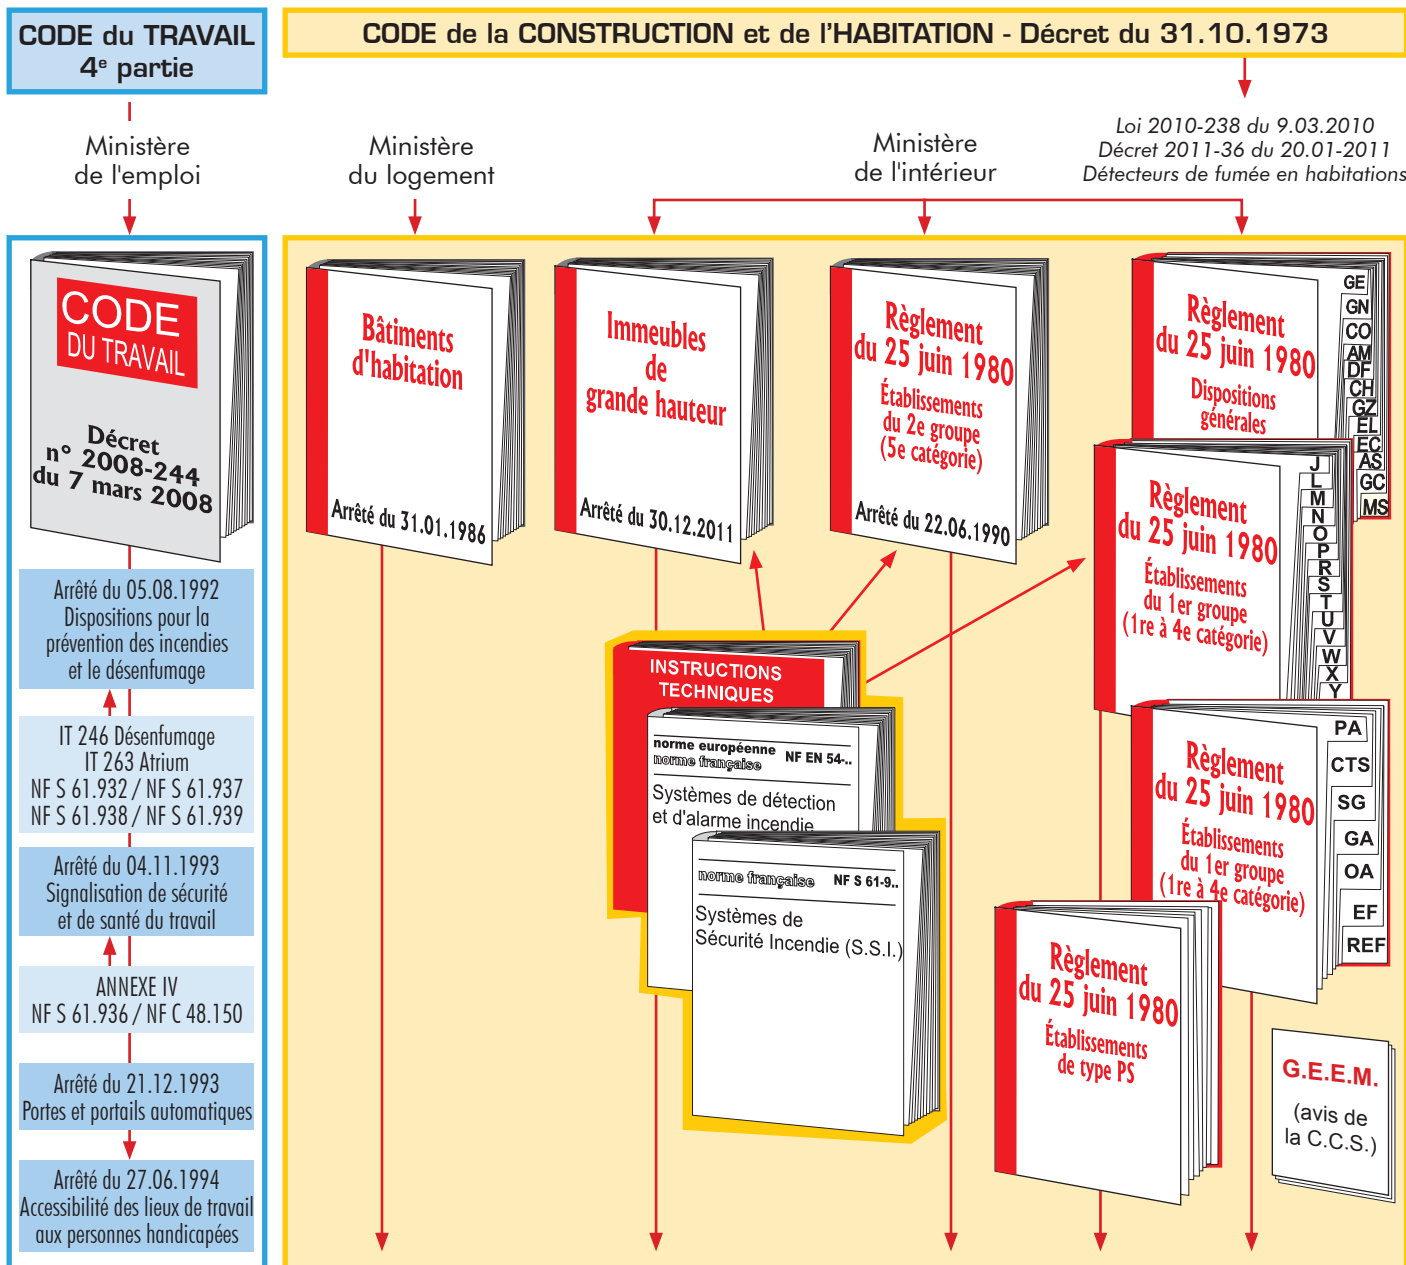 CODE du TRAVAIL
4e partie
CODE de la CONSTRUCTION et de l'HABITATION - Décret du 31.10.1973
Ministère
de l'emploi
Ministère
du logement
Ministère
de l'intérieur
Loi 2010-238 du 9.03.2010
Décret 2011-36 du 20.01-2011
Détecteurs de fumée en habitations
CODE
DU TRAVAIL
Décret
n° 2008-244
du 7 mars 2008
Arrêté du 05.08.1992
Dispositions pour la
prévention des incendies
et le désenfumage
IT 246 Désenfumage
IT 263 Atrium
NF S 61.932 / NF S 61.937
NF S 61.938 / NF S 61.939
Arrêté du 04.11.1993
Signalisation de sécurité
et de santé du travail
ANNEXE IV
NF S 61.936 / NF C 48.150
Arrêté du 21.12.1993
Portes et portails automatiques
Arrêté du 27.06.1994
Accessibilité des lieux de travail
aux personnes handicapées
Bâtiments
d'habitation
Arrêté du 31.01.1986
Immeubles
de
grande hauteur
Arrêté du 30.12.2011
Règlement
du 25 juin 1980
Établissements
du 2e groupe
(5e catégorie)
Arrêté du 22.06.1990
Règlement
du 25 juin 1980
Dispositions
générales
GE
GN
CO
AM
DF
CH
GZ
EL
EC
AS
GC
MS
Règlement
du 25 juin 1980
Établissements
du 1er groupe
(1re à 4e catégorie)
J
L
M
N
O
P
R
S
T
U
V
W
X
Y
INSTRUCTIONS
TECHNIQUES
norme européenne
norme française
NF EN 54-..
Systèmes de détection
et d'alarme incendie
norme française
NF S 61-9..
Systèmes de
Sécurité Incendie (S.S.I.)
Règlement
du 25 juin 1980
Établissements
du 1er groupe
(1re à 4e catégorie)
PA
CTS
SG
GA
OA
EF
REF
Règlement
du 25 juin 1980
Établissements
de type PS
G.E.E.M.
(avis de
la C.C.S.)